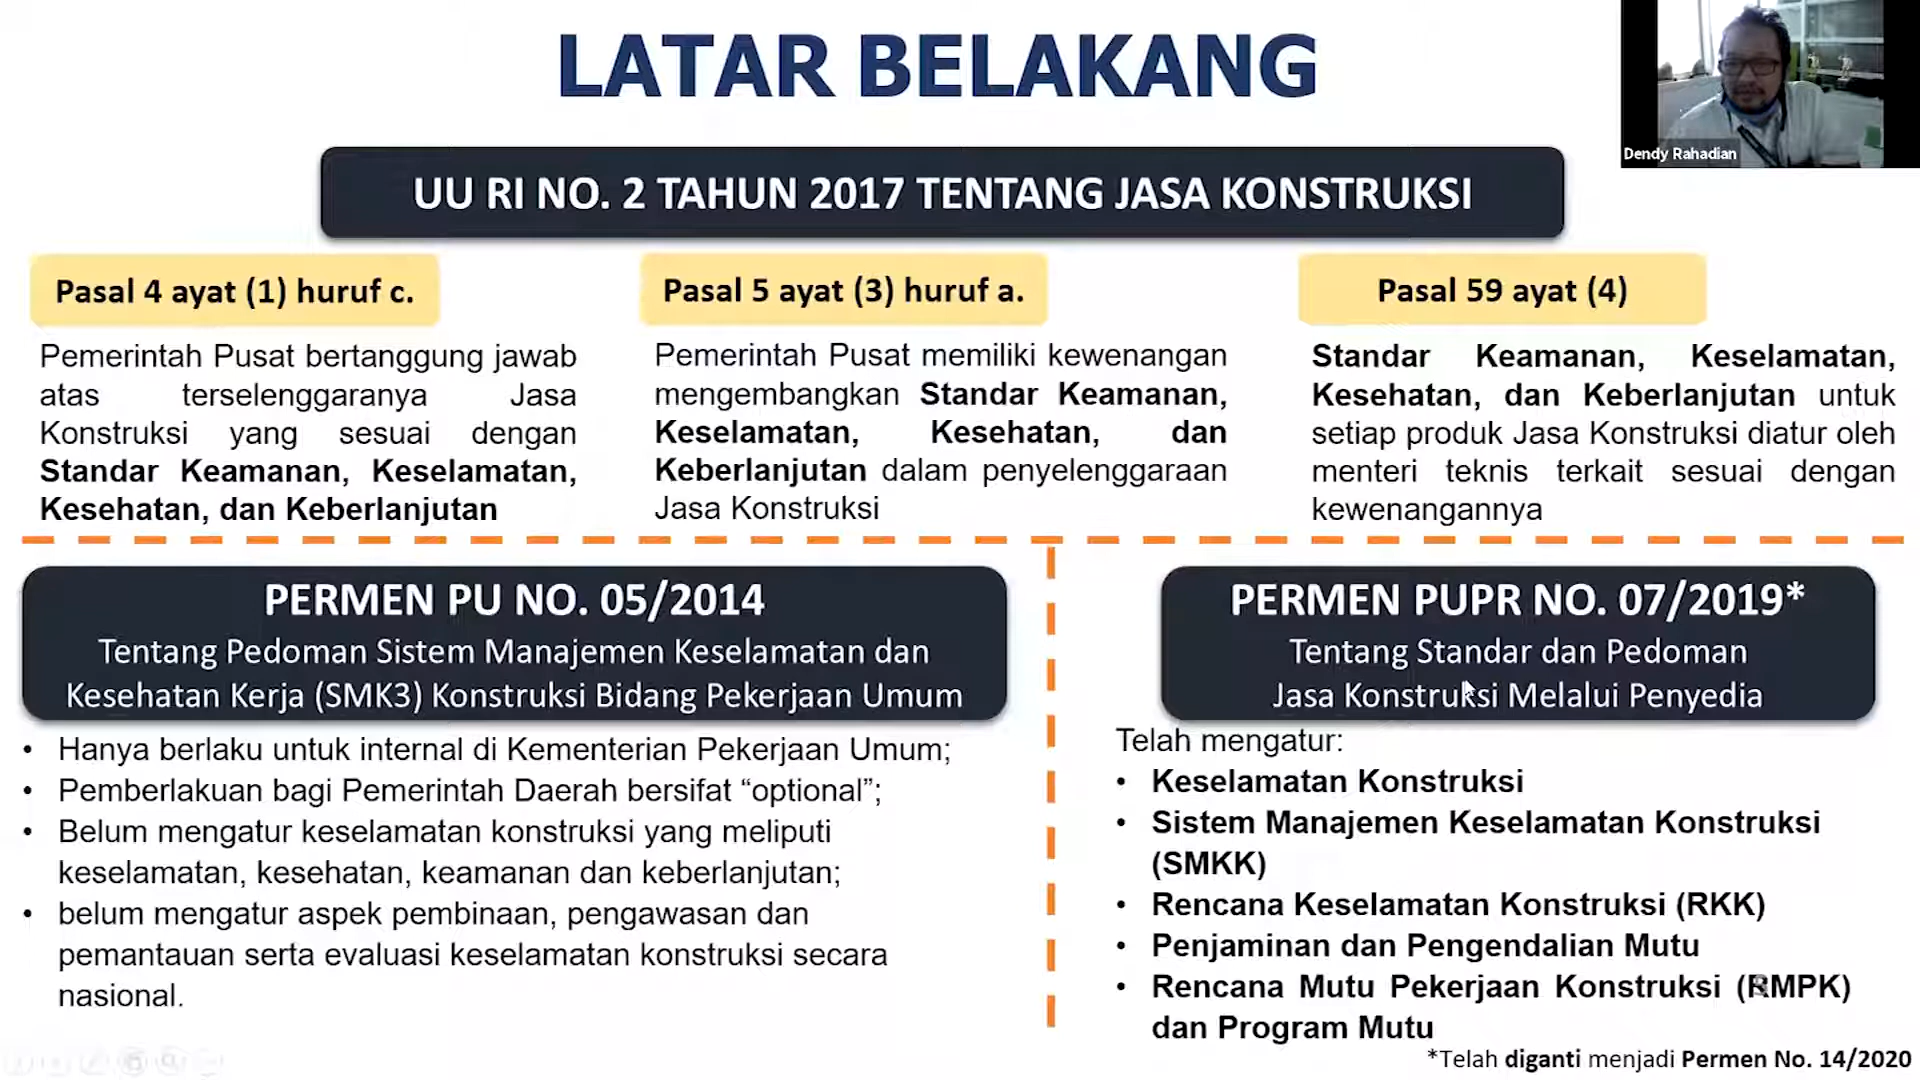 LATAR BELAKANG
Dendy Rahadian
UU RI NO. 2 TAHUN 2017 TENTANG JASA KONSTRUKSI
Pasal 4 ayat (1) huruf c.
Pemerintah Pusat bertanggung jawab
atas terselenggaranya Jasa
Konstruksi yang sesuai dengan
Standar Keamanan, Keselamatan,
Kesehatan, dan Keberlanjutan
Pasal 5 ayat (3) huruf a.
Pemerintah Pusat memiliki kewenangan
mengembangkan Standar Keamanan,
Keselamatan, Kesehatan, dan
Keberlanjutan dalam penyelenggaraan
Jasa Konstruksi
Pasal 59 ayat (4)
Standar Keamanan, Keselamatan,
Kesehatan, dan Keberlanjutan untuk
setiap produk Jasa Konstruksi diatur oleh
menteri teknis terkait sesuai dengan
kewenangannya
PERMEN PU NO. 05/2014
Tentang Pedoman Sistem Manajemen Keselamatan dan
Kesehatan Kerja (SMK3) Konstruksi Bidang Pekerjaan Umum
• Hanya berlaku untuk internal di Kementerian Pekerjaan Umum;
• Pemberlakuan bagi Pemerintah Daerah bersifat “optional”;
• Belum mengatur keselamatan konstruksi yang meliputi
keselamatan, kesehatan, keamanan dan keberlanjutan;
• belum mengatur aspek pembinaan, pengawasan dan
pemantauan serta evaluasi keselamatan konstruksi secara
nasional.
PERMEN PUPR NO. 07/2019*
Tentang Standar dan Pedoman
Jasa Konstruksi Melalui Penyedia
Telah mengatur:
• Keselamatan Konstruksi
• Sistem Manajemen Keselamatan Konstruksi
(SMKK)
• Rencana Keselamatan Konstruksi (RKK)
• Penjaminan dan Pengendalian Mutu
• Rencana Mutu Pekerjaan Konstruksi (RMPK)
dan Program Mutu
*Telah diganti menjadi Permen No. 14/2020